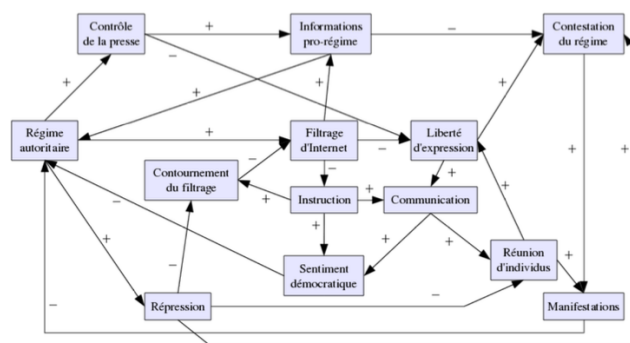 Contrôle
de la presse
+
Informations
pro-régime
−
Contestation
du régime
+
−
+
+
+
Régime
autoritaire
+
Filtrage
d'Internet
−
Liberté
d'expression
+
+
−
−
+
Contournement
du filtrage
+
Instruction
+
Communication
+
−
+
+
+
+
Réunion
d'individus
+
−
Sentiment
démocratique
−
Répression
−
Manifestations
−